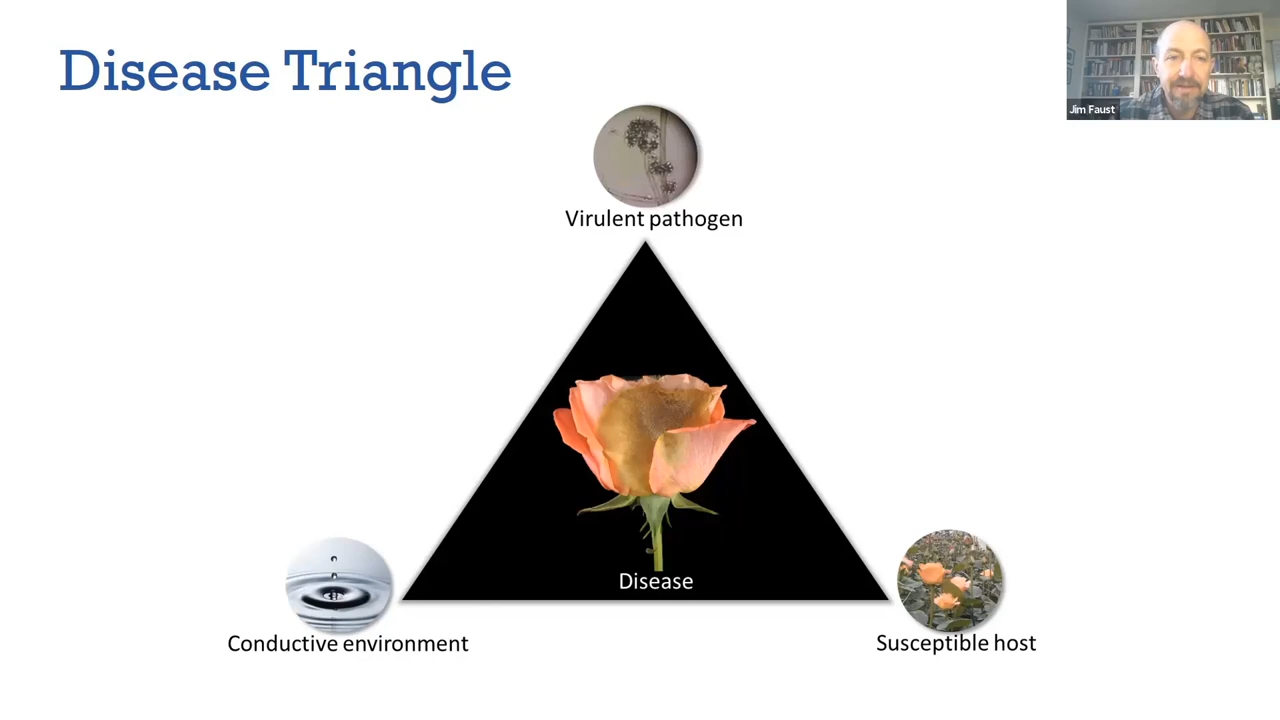 Disease Triangle
Jim Faust
Virulent pathogen
Disease
Conductive environment
Susceptible host